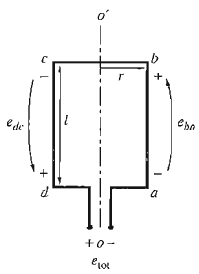 o′
c b
r
− +
e_dc l e_ba
+ −
d a
+ o −
e_tot